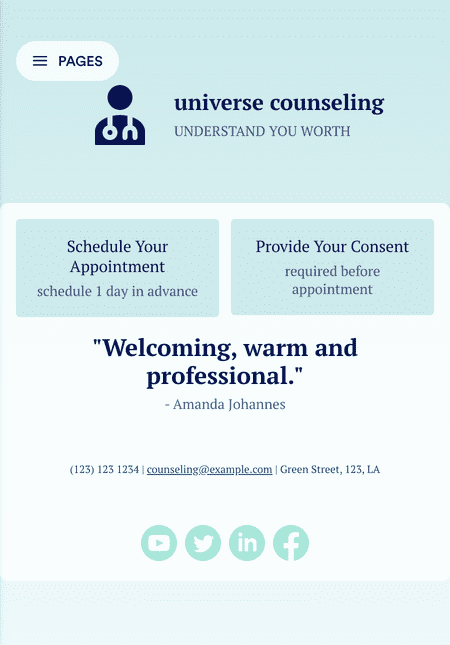 PAGES
universe counseling
UNDERSTAND YOU WORTH
Schedule Your
Appointment
schedule 1 day in advance
Provide Your Consent
required before
appointment
"Welcoming, warm and
professional."
- Amanda Johannes
(123) 123 1234 | counseling@example.com | Green Street, 123, LA